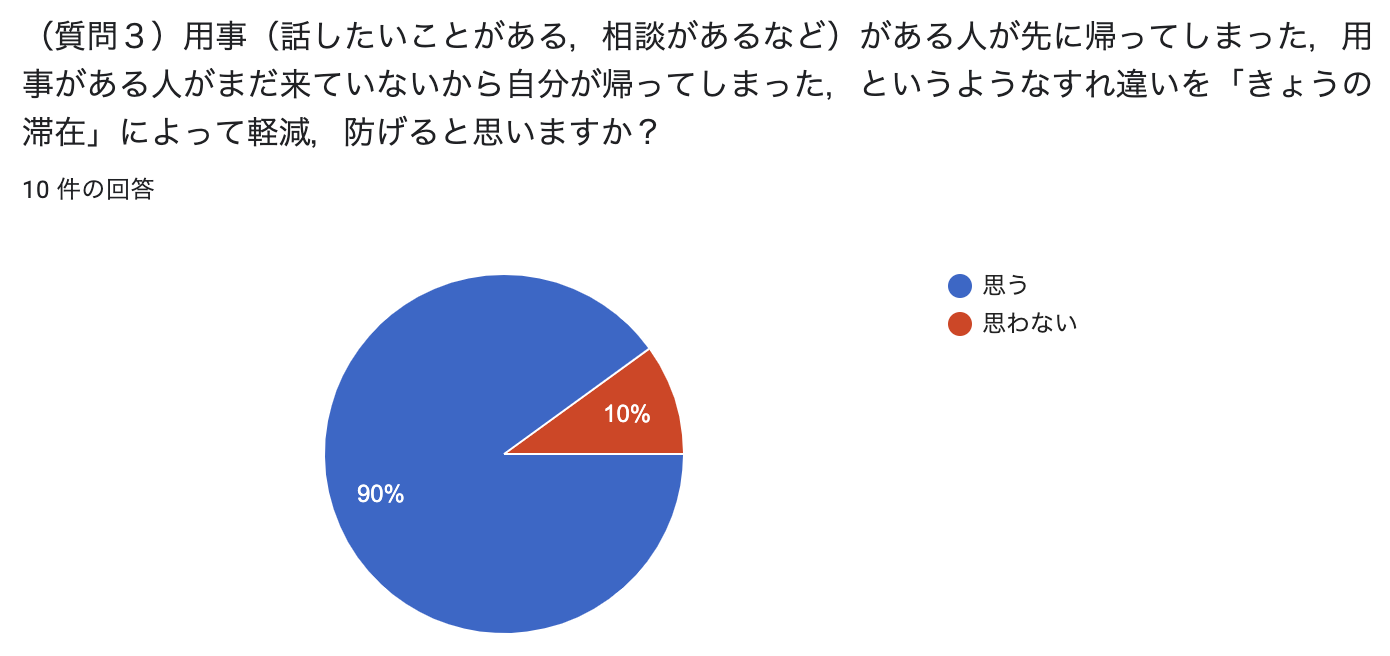 （質問３）用事（話したいことがある，相談があるなど）がある人が先に帰ってしまった，用
事がある人がまだ来ていないから自分が帰ってしまった，というようなすれ違いを「きょうの
滞在」によって軽減，防げると思いますか？
10 件の回答
思う
思わない
10%
90%